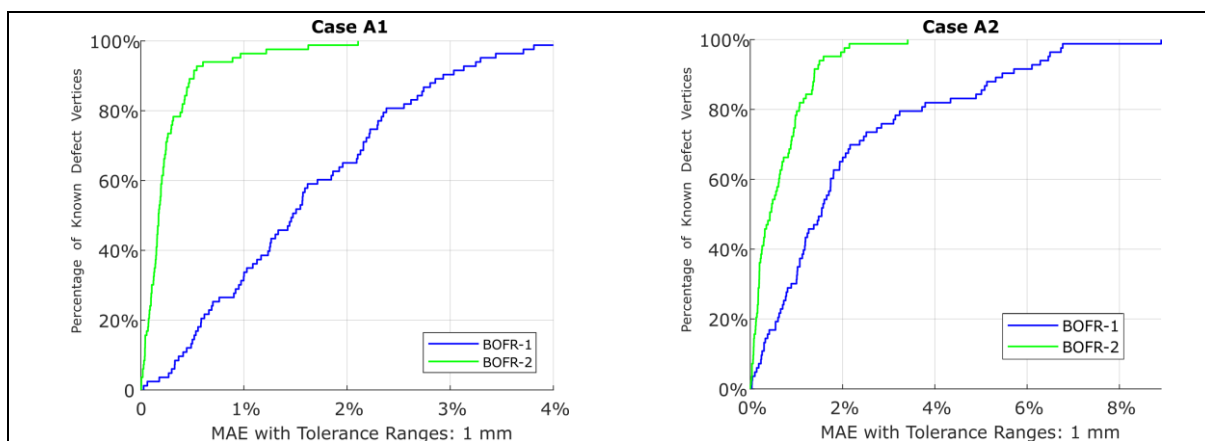 Case A1
100%
80%
60%
40%
20%
0
Percentage of Known Defect Vertices
0
1%
2%
3%
4%
MAE with Tolerance Ranges: 1 mm
BOFR-1
BOFR-2
Case A2
100%
80%
60%
40%
20%
0%
Percentage of Known Defect Vertices
0%
2%
4%
6%
8%
MAE with Tolerance Ranges: 1 mm
BOFR-1
BOFR-2